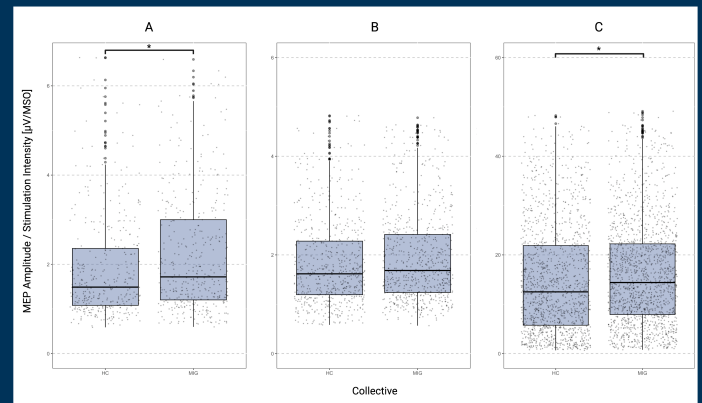 A
B
C
MEP Amplitude / Stimulation Intensity [μV/MSO]
*
*
6
4
2
0
6
4
2
0
60
40
20
0
HC
MIG
HC
MIG
HC
MIG
Collective